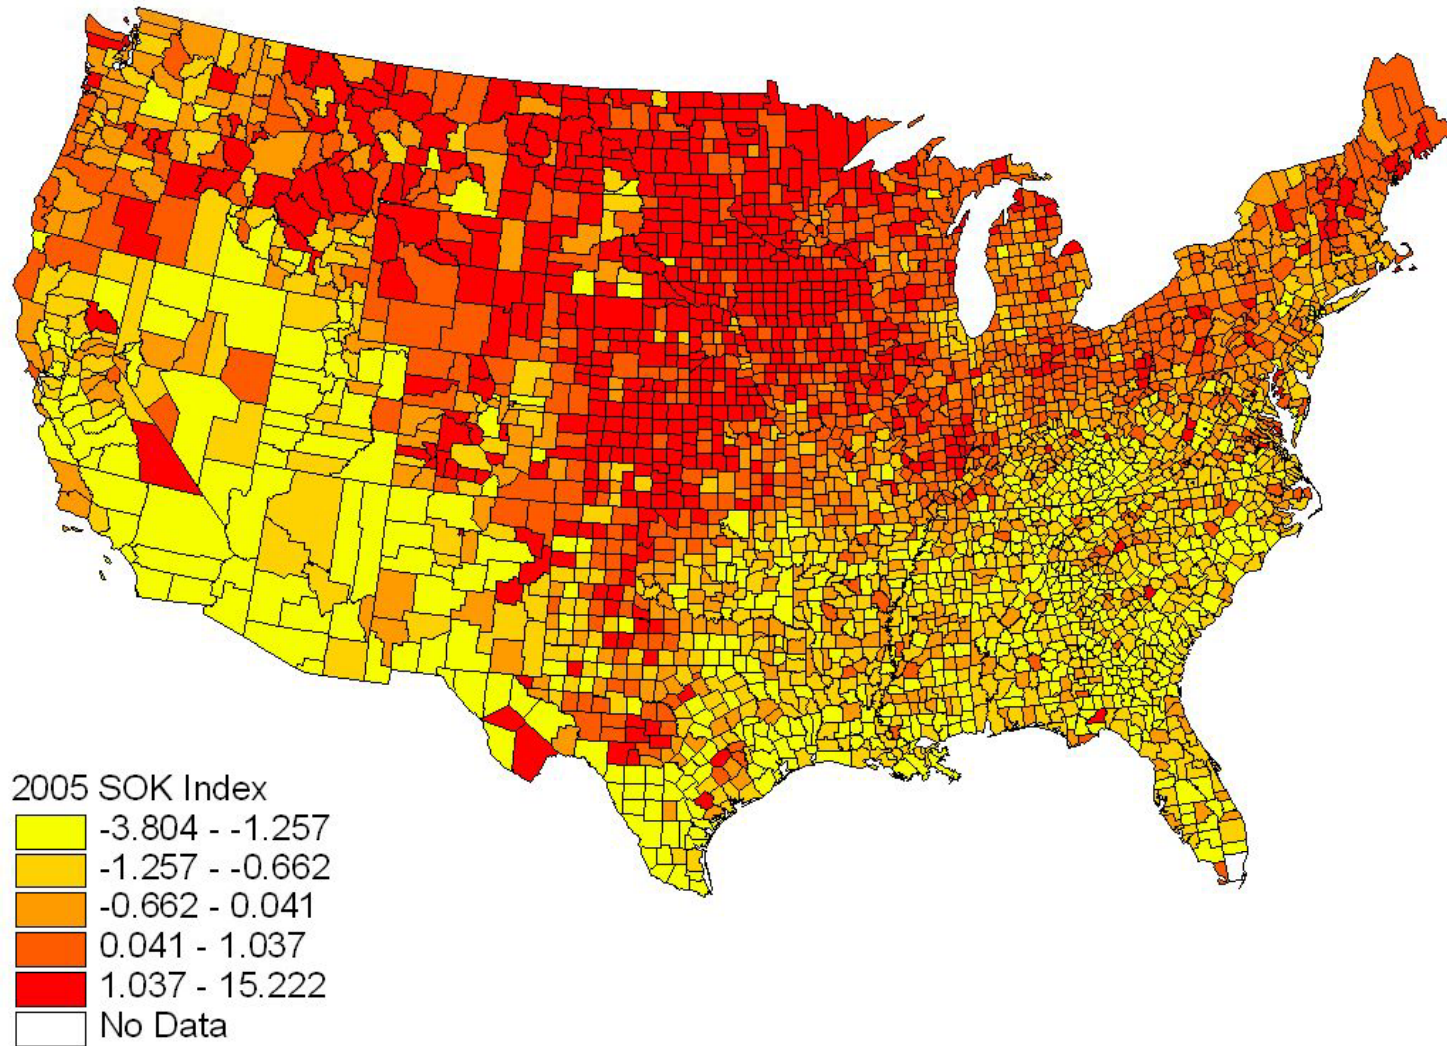 2005 SOK Index
-3.804 - -1.257
-1.257 - -0.662
-0.662 - 0.041
0.041 - 1.037
1.037 - 15.222
No Data